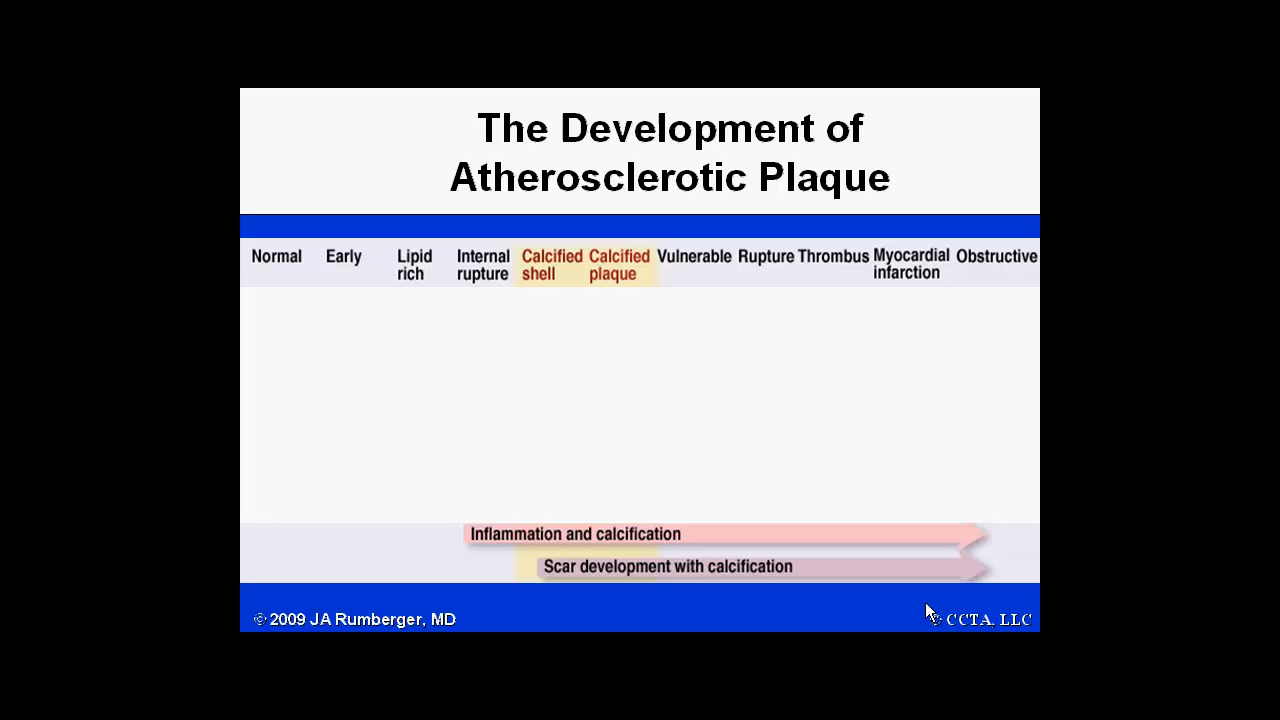 The Development of
Atherosclerotic Plaque
Normal Early Lipid rich Internal rupture Calcified shell Calcified plaque Vulnerable Rupture Thrombus Myocardial infarction Obstructive
Inflammation and calcification
Scar development with calcification
© 2009 JA Rumberger, MD
© CCTA, LLC